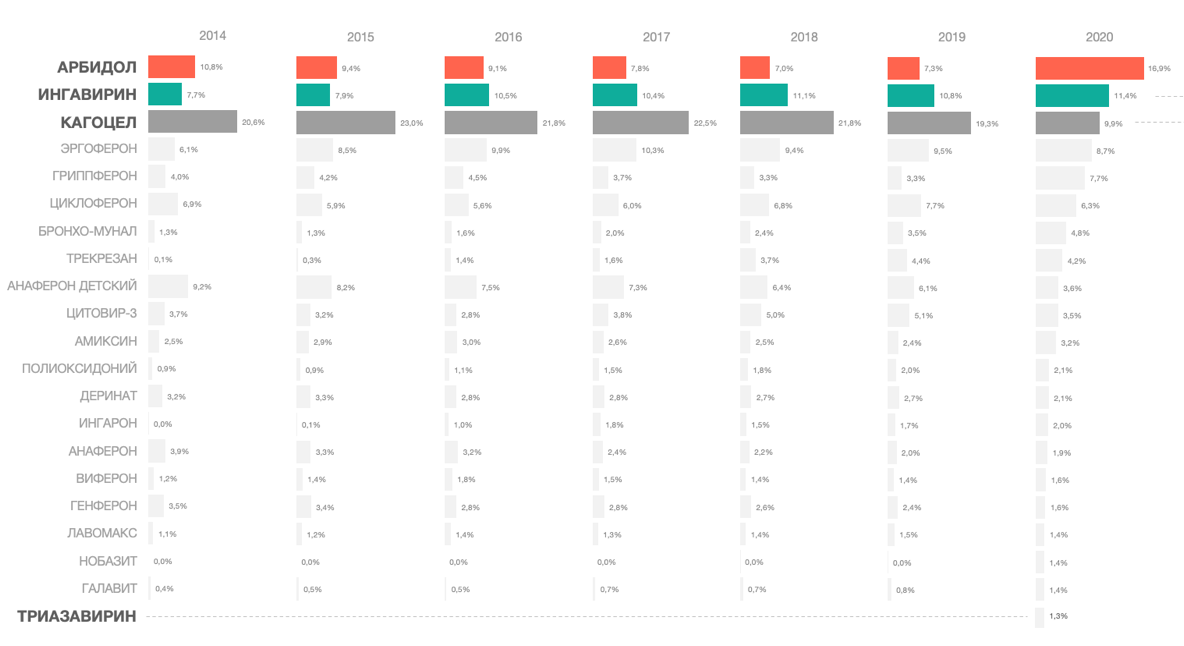 2014 2015 2016 2017 2018 2019 2020
АРБИДОЛ 10,8% 9,4% 9,1% 7,8% 7,0% 7,3% 16,9%
ИНГАВИРИН 7,7% 7,9% 10,5% 10,4% 11,1% 10,8% 11,4%
КАГОЦЕЛ 20,6% 23,0% 21,8% 22,5% 21,8% 19,3% 9,9%
ЭРГОФЕРОН 6,1% 8,5% 9,9% 10,3% 9,4% 9,5% 8,7%
ГРИППФЕРОН 4,0% 4,2% 4,5% 3,7% 3,3% 3,3% 7,7%
ЦИКЛОФЕРОН 6,9% 5,9% 5,6% 6,0% 6,8% 7,7% 6,3%
БРОНХО-МУНАЛ 1,3% 1,3% 1,6% 2,0% 2,4% 3,5% 4,8%
ТРЕКРЕЗАН 0,1% 0,3% 1,4% 1,6% 3,7% 4,4% 4,2%
АНАФЕРОН ДЕТСКИЙ 9,2% 8,2% 7,5% 7,3% 6,4% 6,1% 3,6%
ЦИТОВИР-3 3,7% 3,2% 2,8% 3,8% 5,0% 5,1% 3,5%
АМИКСИН 2,5% 2,9% 3,0% 2,6% 2,5% 2,4% 3,2%
ПОЛИОКСИДОНИЙ 0,9% 0,9% 1,1% 1,5% 1,8% 2,0% 2,1%
ДЕРИНАТ 3,2% 3,3% 2,8% 2,8% 2,7% 2,7% 2,1%
ИНГАРОН 0,0% 0,1% 1,0% 1,8% 1,5% 1,7% 2,0%
АНАФЕРОН 3,9% 3,3% 3,2% 2,4% 2,2% 2,0% 1,9%
ВИФЕРОН 1,2% 1,4% 1,8% 1,5% 1,4% 1,4% 1,6%
ГЕНФЕРОН 3,5% 3,4% 2,8% 2,8% 2,6% 2,4% 1,6%
ЛАВОМАКС 1,1% 1,2% 1,4% 1,3% 1,4% 1,5% 1,4%
НОБАЗИТ 0,0% 0,0% 0,0% 0,0% 0,0% 0,0% 1,4%
ГАЛАВИТ 0,4% 0,5% 0,5% 0,7% 0,7% 0,8% 1,4%
ТРИАЗАВИРИН 1,3%